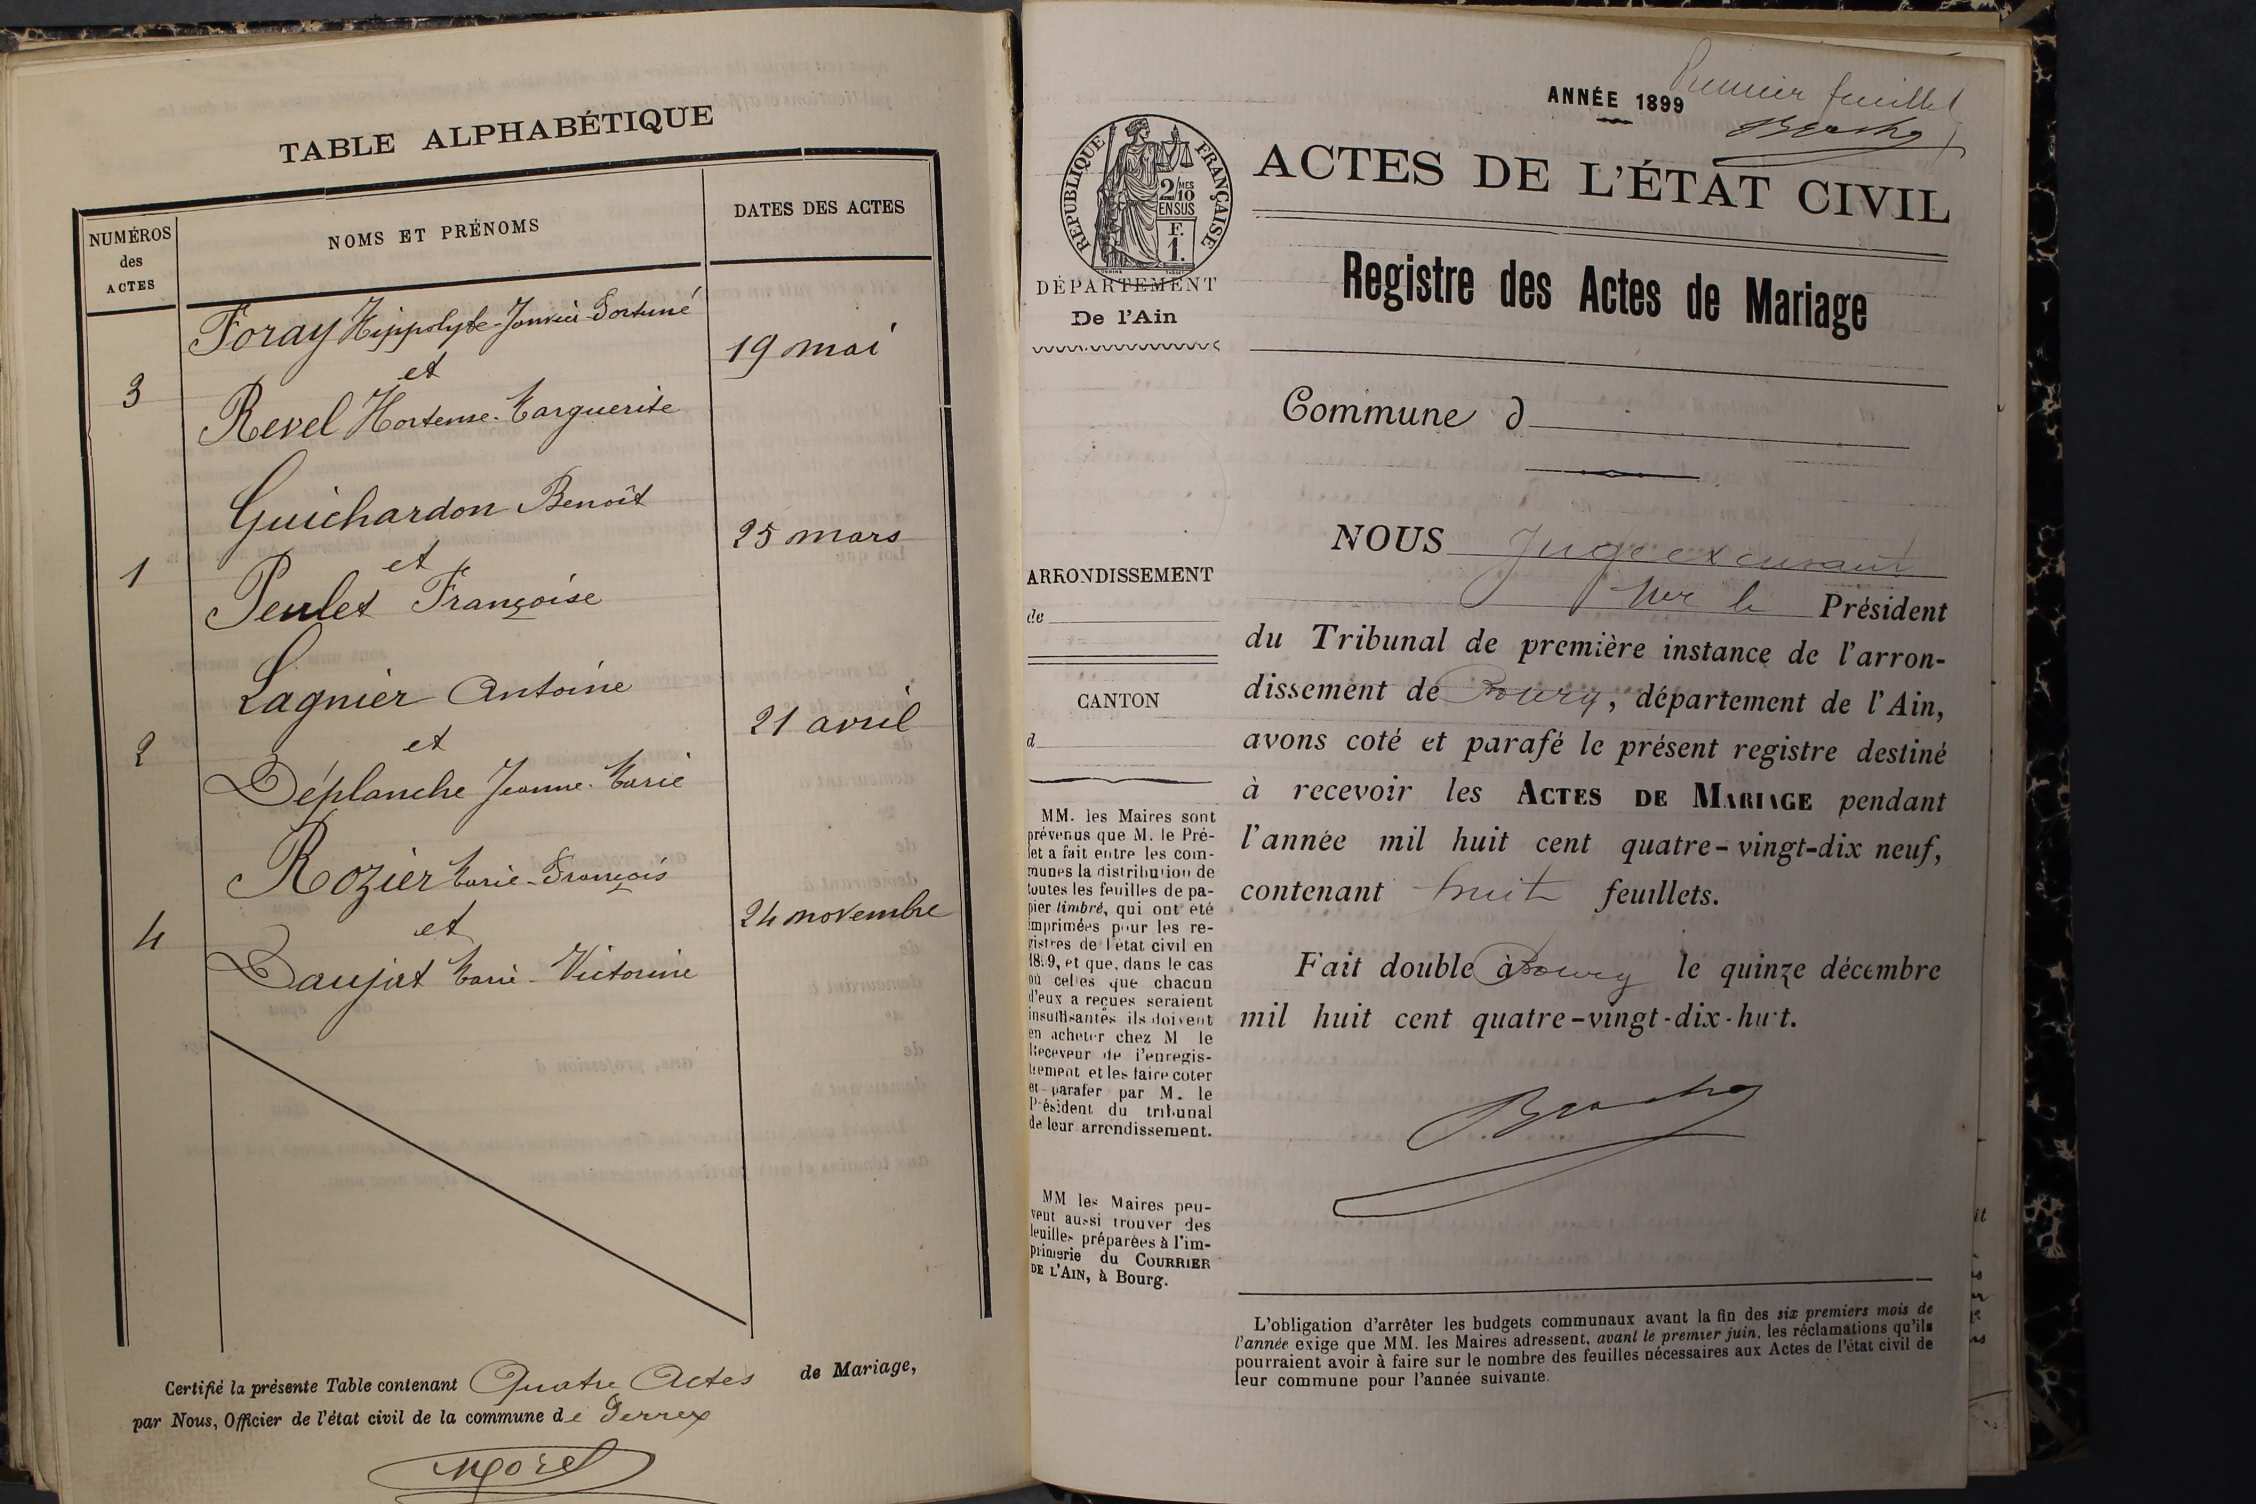 TABLE ALPHABÉTIQUE
NUMÉROS
des
ACTES
NOMS ET PRÉNOMS
DATES DES ACTES
Foray Hippolyte-Janvier-Fortuné
19 mai
3
et
Revel Hortense-Marguerite
Guichardon Benoît
25 mars
1
et
Peulet Françoise
Lagnier Antoine
21 avril
2
et
Déplanche Jeanne-Marie
Rozier Marie-François
24 novembre
4
et
Daujat Marie-Victorine
Certifié la présente Table contenant Quatre Actes de Mariage,
par Nous, Officier de l'état civil de la commune de Perrex
Morel
ANNÉE 1899
Premier feuillet
RÉPUBLIQUE FRANÇAISE
2/10 MES
EN SUS
F.
1.
ACTES DE L'ÉTAT CIVIL
DÉPARTEMENT
De l'Ain
Registre des Actes de Mariage
Commune d
NOUS Juge ex cusant
Président
du Tribunal de première instance de l'arron-
dissement de Bourg, département de l'Ain,
avons coté et parafé le présent registre destiné
à recevoir les ACTES DE MARIAGE pendant
l'année mil huit cent quatre-vingt-dix neuf,
contenant huit feuillets.
Fait double à Bourg le quinze décembre
mil huit cent quatre-vingt-dix-huit.
ARRONDISSEMENT
de
CANTON
d
MM. les Maires sont
prévenus que M. le Pré-
fet a fait entre les com-
munes la distribution de
toutes les feuilles de pa-
pier timbré, qui ont été
imprimées pour les re-
gistres de l'état civil en
1899, et que, dans le cas
où celles que chacun
d'eux a reçues seraient
insuffisantes ils doivent
en acheter chez M le
Receveur de l'enregis-
trement et les faire coter
et parafer par M. le
Président du tribunal
de leur arrondissement.
MM les Maires peu-
vent aussi trouver des
feuilles préparées à l'im-
primerie du COURRIER
DE L'AIN, à Bourg.
L'obligation d'arrêter les budgets communaux avant la fin des six premiers mois de
l'année exige que MM. les Maires adressent, avant le premier juin, les réclamations qu'ils
pourraient avoir à faire sur le nombre des feuilles nécessaires aux Actes de l'état civil de
leur commune pour l'année suivante.